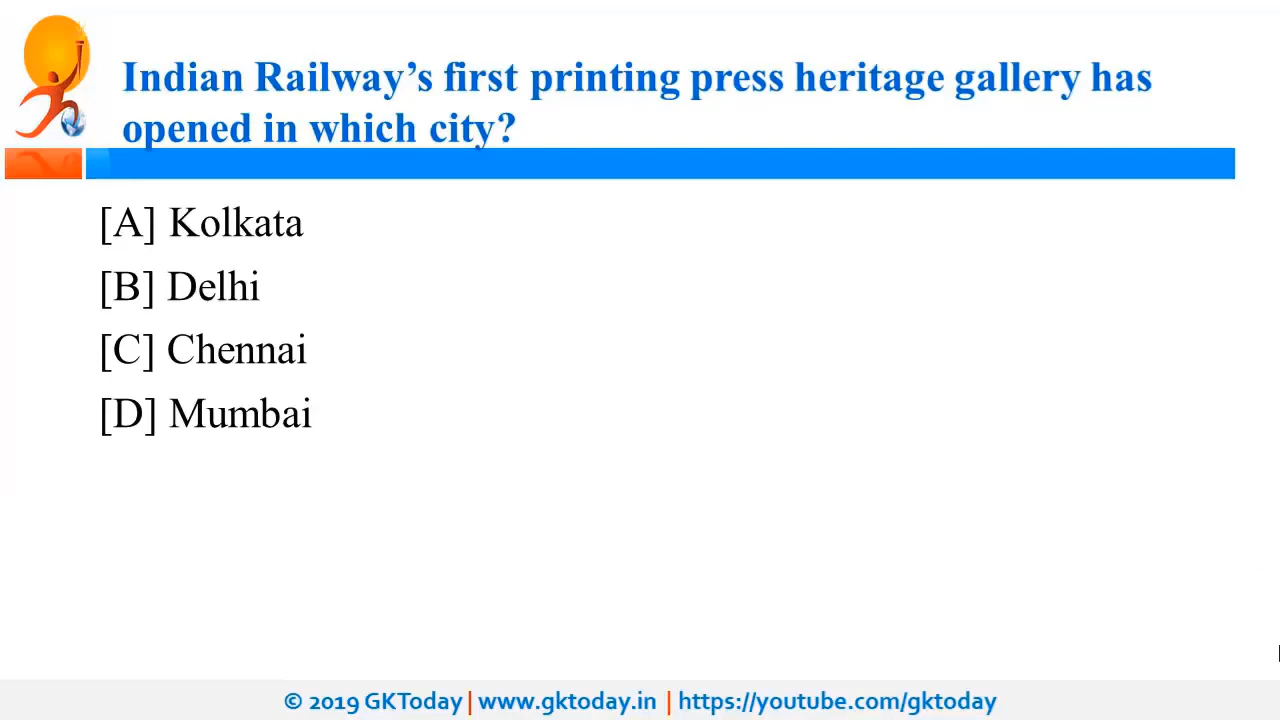 Indian Railway’s first printing press heritage gallery has
opened in which city?
[A] Kolkata
[B] Delhi
[C] Chennai
[D] Mumbai
© 2019 GKToday | www.gktoday.in | https://youtube.com/gktoday